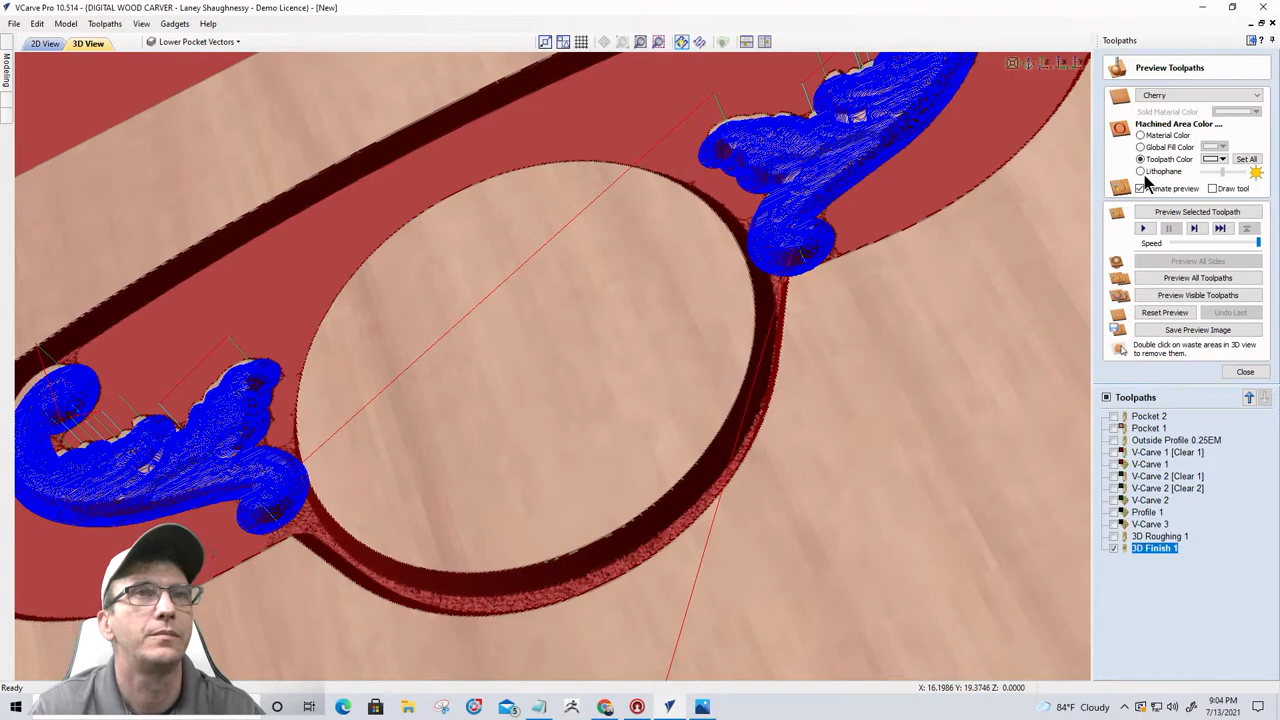 VCarve Pro 10.514 - {DIGITAL WOOD CARVER - Laney Shaughnessy - Demo Licence} - [New]
File Edit Model Toolpaths View Gadgets Help
2D View 3D View Lower Pocket Vectors
Modeling
Toolpaths
Preview Toolpaths
Cherry
Solid Material Color
Machined Area Color ....
Material Color
Global Fill Color
Toolpath Color Set All
Lithophane
Animate preview Draw tool
Preview Selected Toolpath
Speed
Preview All Sides
Preview All Toolpaths
Preview Visible Toolpaths
Reset Preview Undo Last
Save Preview Image
Double click on waste areas in 3D view
to remove them.
Close
Toolpaths
Pocket 2
Pocket 1
Outside Profile 0.25EM
V-Carve 1 [Clear 1]
V-Carve 1
V-Carve 2 [Clear 1]
V-Carve 2 [Clear 2]
V-Carve 2
Profile 1
V-Carve 3
3D Roughing 1
3D Finish 1
Ready X: 16.1986 Y: 19.3746 Z: 0.0000
84°F Cloudy
9:04 PM
7/13/2021